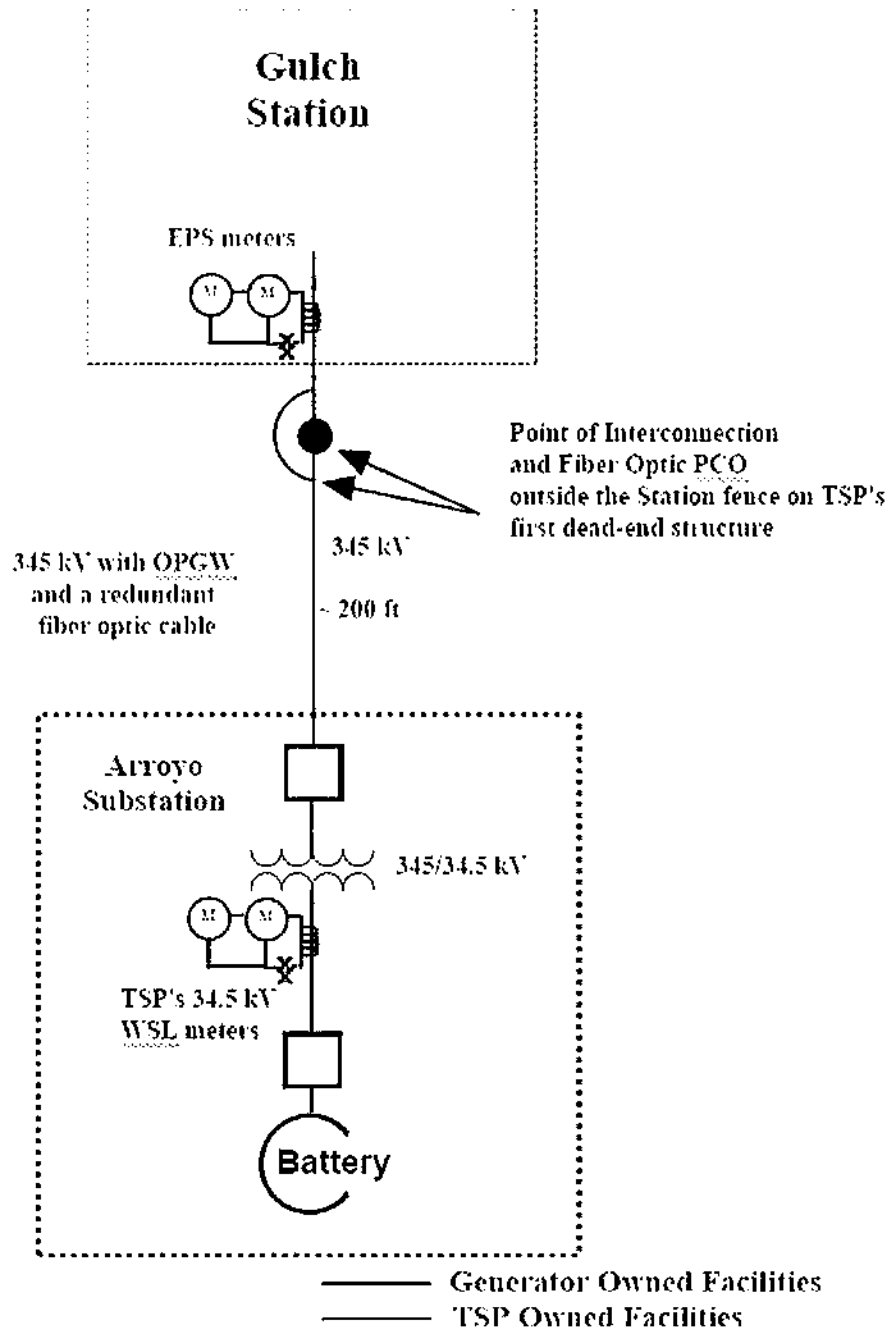 Gulch
Station
EPS meters
M M
Point of Interconnection
and Fiber Optic PCO
outside the Station fence on TSP's
first dead-end structure
345 kV
345 kV with OPGW
and a redundant
fiber optic cable
~ 200 ft
Arroyo
Substation
345/34.5 kV
M M
TSP's 34.5 kV
WSL meters
Battery
Generator Owned Facilities
TSP Owned Facilities